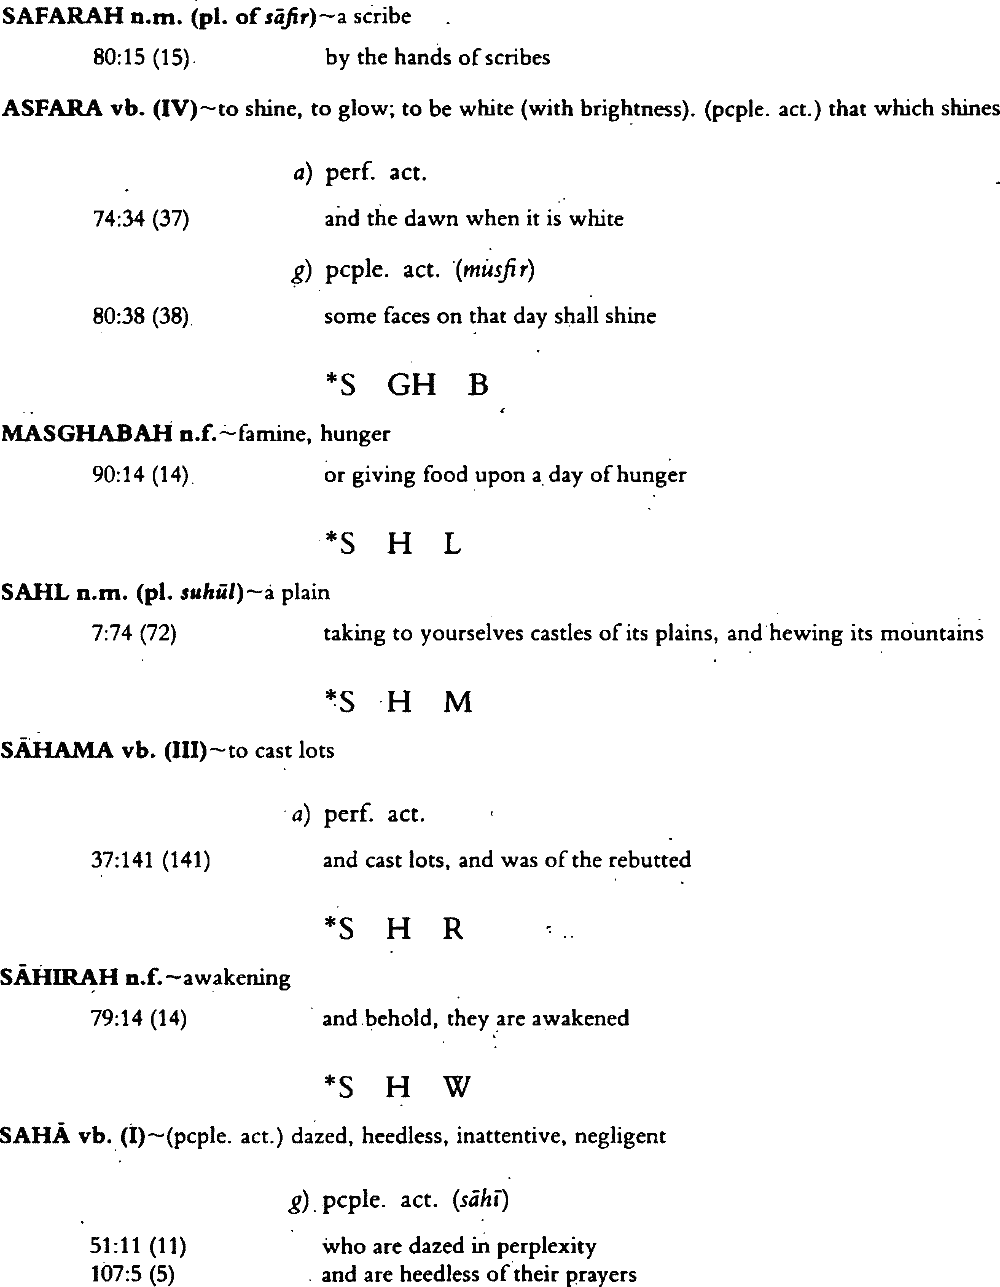 SAFARAH n.m. (pl. of sāfir)~a scribe
80:15 (15) by the hands of scribes
ASFARA vb. (IV)~to shine, to glow; to be white (with brightness). (pcple. act.) that which shines
a) perf. act.
74:34 (37) and the dawn when it is white
g) pcple. act. (musfir)
80:38 (38) some faces on that day shall shine
*S GH B
MASGHABAH n.f.~famine, hunger
90:14 (14) or giving food upon a day of hunger
*S H L
SAHL n.m. (pl. suhūl)~a plain
7:74 (72) taking to yourselves castles of its plains, and hewing its mountains
*S H M
SĀHAMA vb. (III)~to cast lots
a) perf. act.
37:141 (141) and cast lots, and was of the rebutted
*S H R
SĀHIRAH n.f.~awakening
79:14 (14) and behold, they are awakened
*S H W
SAHĀ vb. (I)~(pcple. act.) dazed, heedless, inattentive, negligent
g) pcple. act. (sāhī)
51:11 (11) who are dazed in perplexity
107:5 (5) and are heedless of their prayers